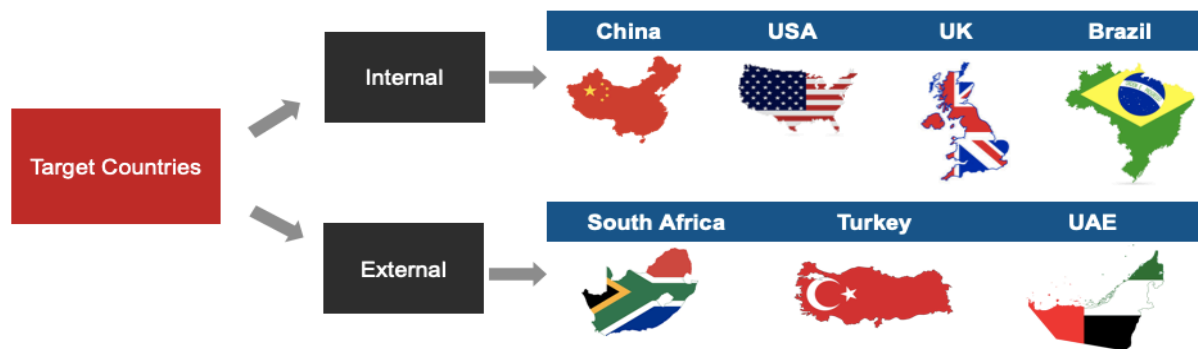 China USA UK Brazil
Internal
Target Countries
South Africa Turkey UAE
External